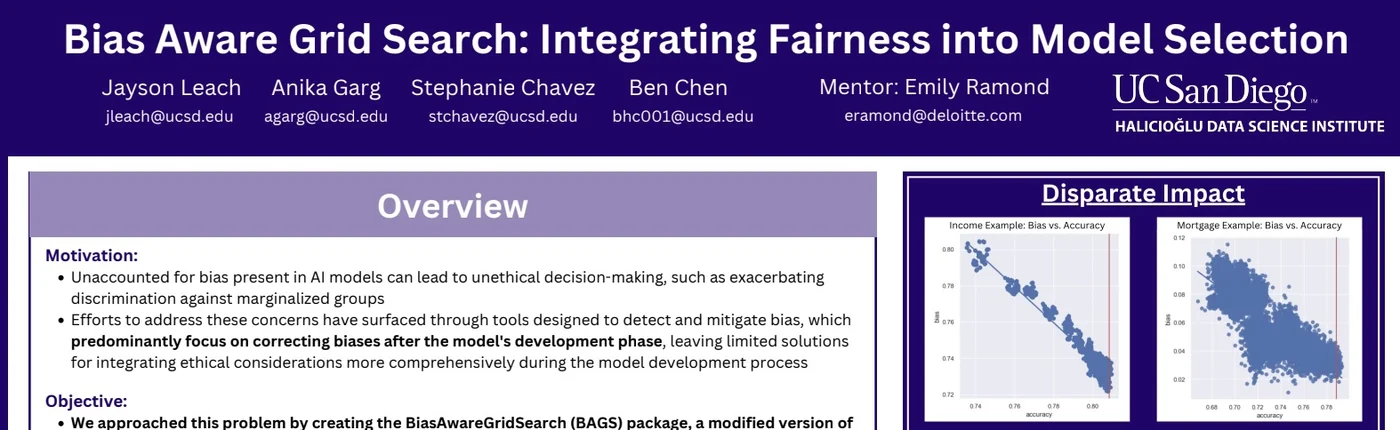 Bias Aware Grid Search: Integrating Fairness into Model Selection
Jayson Leach Anika Garg Stephanie Chavez Ben Chen Mentor: Emily Ramond
jleach@ucsd.edu agarg@ucsd.edu stchavez@ucsd.edu bhc001@ucsd.edu eramond@deloitte.com
UC San Diego ™
HALICIOĞLU DATA SCIENCE INSTITUTE
Overview
Motivation:
• Unaccounted for bias present in AI models can lead to unethical decision-making, such as exacerbating
discrimination against marginalized groups
• Efforts to address these concerns have surfaced through tools designed to detect and mitigate bias, which
predominantly focus on correcting biases after the model's development phase, leaving limited solutions
for integrating ethical considerations more comprehensively during the model development process
Objective:
• We approached this problem by creating the BiasAwareGridSearch (BAGS) package, a modified version of
Disparate Impact
Income Example: Bias vs. Accuracy
0.80
0.78
0.76
0.74
0.72
bias
0.74 0.76 0.78 0.80
accuracy
Mortgage Example: Bias vs. Accuracy
0.12
0.10
0.08
0.06
0.04
0.02
bias
0.68 0.70 0.72 0.74 0.76 0.78
accuracy